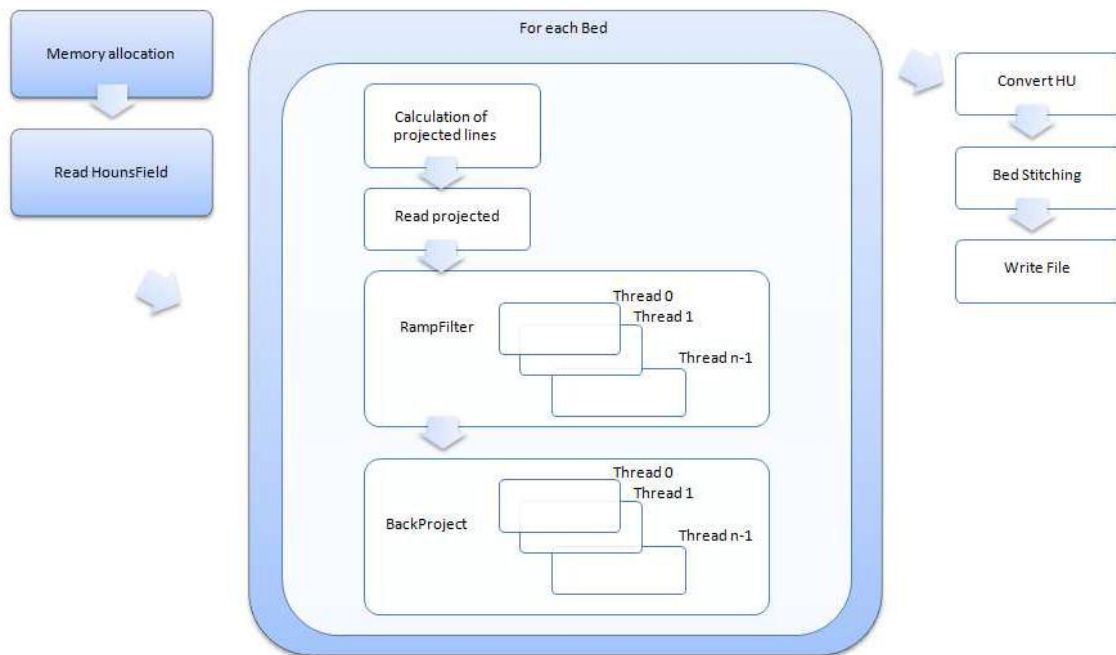 Memory allocation
Read HounsField
For each Bed
Calculation of
projected lines
Read projected
RampFilter
Thread 0
Thread 1
Thread n-1
BackProject
Thread 0
Thread 1
Thread n-1
Convert HU
Bed Stitching
Write File